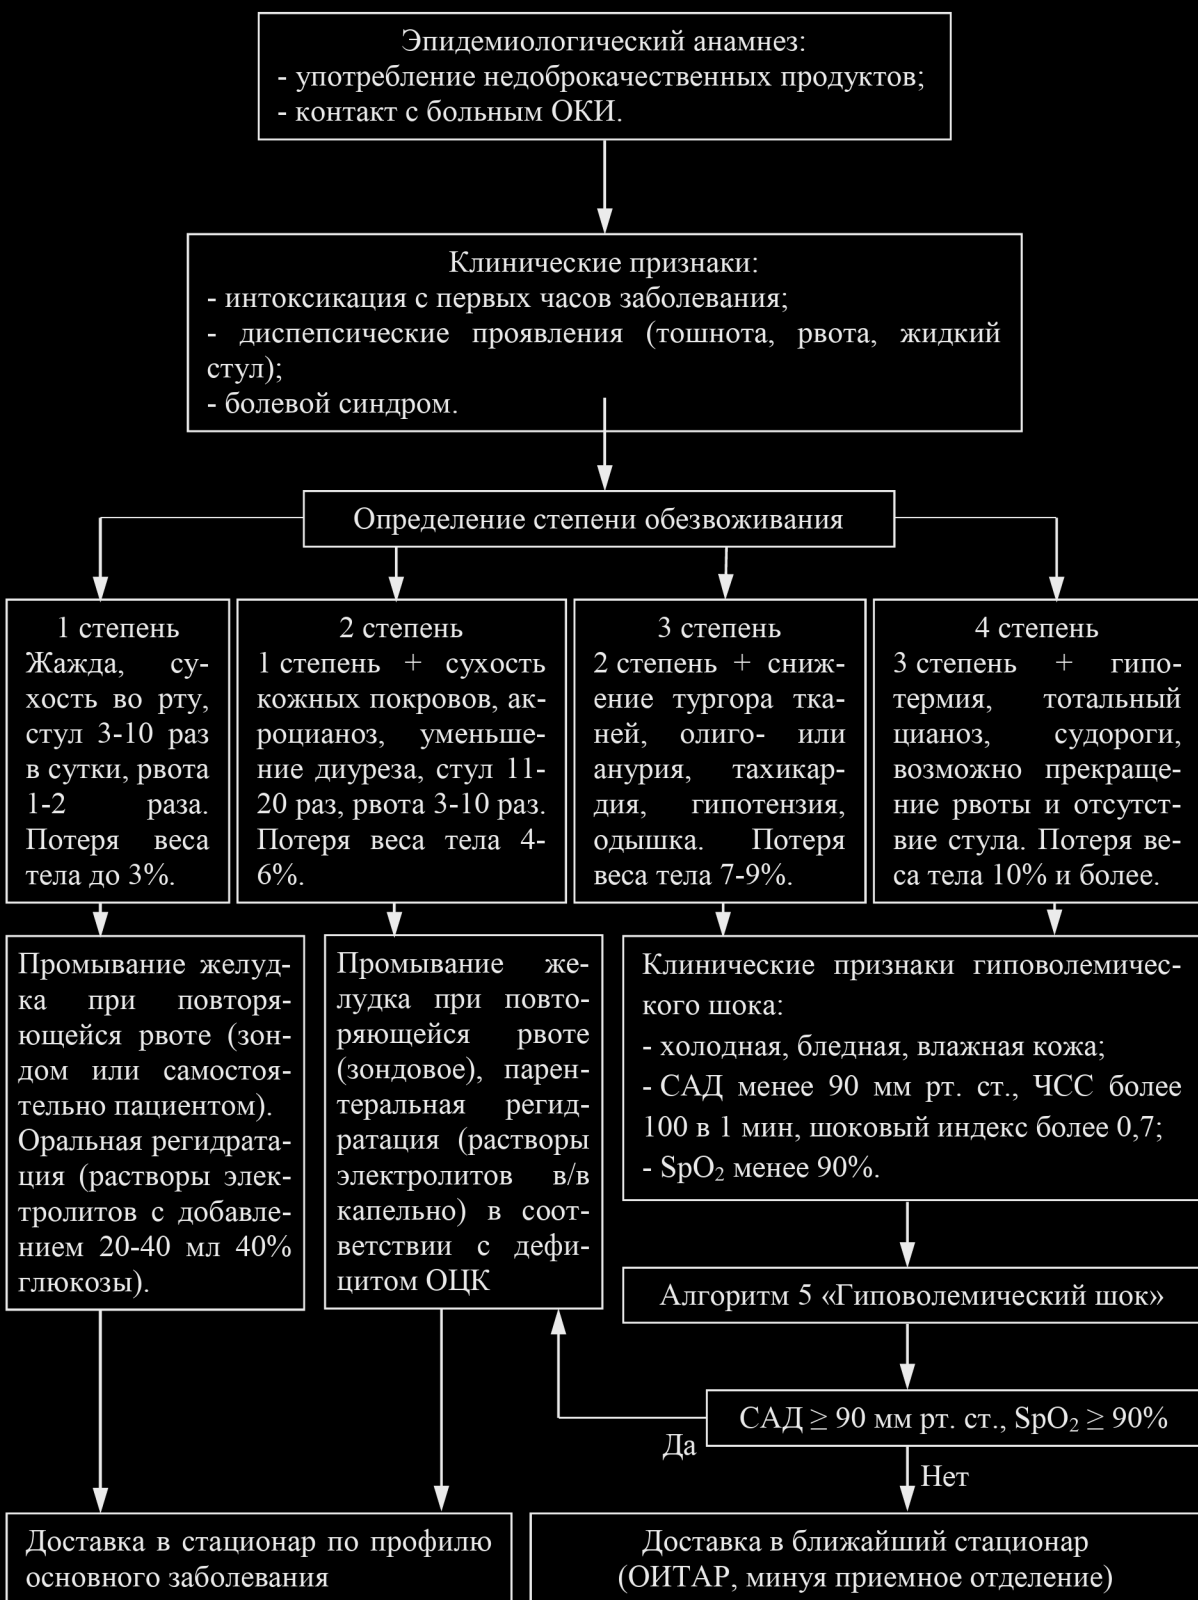 Эпидемиологический анамнез:
- употребление недоброкачественных продуктов;
- контакт с больным ОКИ.
Клинические признаки:
- интоксикация с первых часов заболевания;
- диспепсические проявления (тошнота, рвота, жидкий
стул);
- болевой синдром.
Определение степени обезвоживания
1 степень
Жажда, су-
хость во рту,
стул 3-10 раз
в сутки, рвота
1-2 раза.
Потеря веса
тела до 3%.
2 степень
1 степень + сухость
кожных покровов, ак-
роцианоз, уменьше-
ние диуреза, стул 11-
20 раз, рвота 3-10 раз.
Потеря веса тела 4-
6%.
3 степень
2 степень + сниж-
ение тургора тка-
ней, олиго- или
анурия, тахикар-
дия, гипотензия,
одышка. Потеря
веса тела 7-9%.
4 степень
3 степень + гипо-
термия, тотальный
цианоз, судороги,
возможно прекраще-
ние рвоты и отсутст-
вие стула. Потеря ве-
са тела 10% и более.
Промывание желуд-
ка при повторя-
ющейся рвоте (зон-
дом или самостоя-
тельно пациентом).
Оральная регидрата-
ция (растворы элек-
тролитов с добавле-
нием 20-40 мл 40%
глюкозы).
Промывание же-
лудка при повто-
ряющейся рвоте
(зондовое), парен-
теральная регид-
ратация (растворы
электролитов в/в
капельно) в соот-
ветствии с дефи-
цитом ОЦК
Клинические признаки гиповолемичес-
кого шока:
- холодная, бледная, влажная кожа;
- САД менее 90 мм рт. ст., ЧСС более
100 в 1 мин, шоковый индекс более 0,7;
- SpO₂ менее 90%.
Алгоритм 5 «Гиповолемический шок»
САД ≥ 90 мм рт. ст., SpO₂ ≥ 90%
Да
Нет
Доставка в стационар по профилю
основного заболевания
Доставка в ближайший стационар
(ОИТАР, минуя приемное отделение)